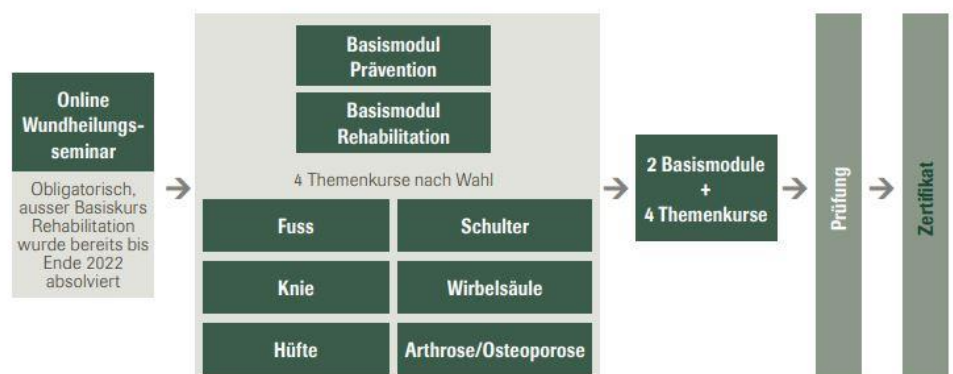 Online
Wundheilungs-
seminar
Obligatorisch,
ausser Basiskurs
Rehabilitation
wurde bereits bis
Ende 2022
absolviert
Basismodul
Prävention
Basismodul
Rehabilitation
4 Themenkurse nach Wahl
Fuss
Schulter
Knie
Wirbelsäule
Hüfte
Arthrose/Osteoporose
2 Basismodule
+
4 Themenkurse
Prüfung
Zertifikat